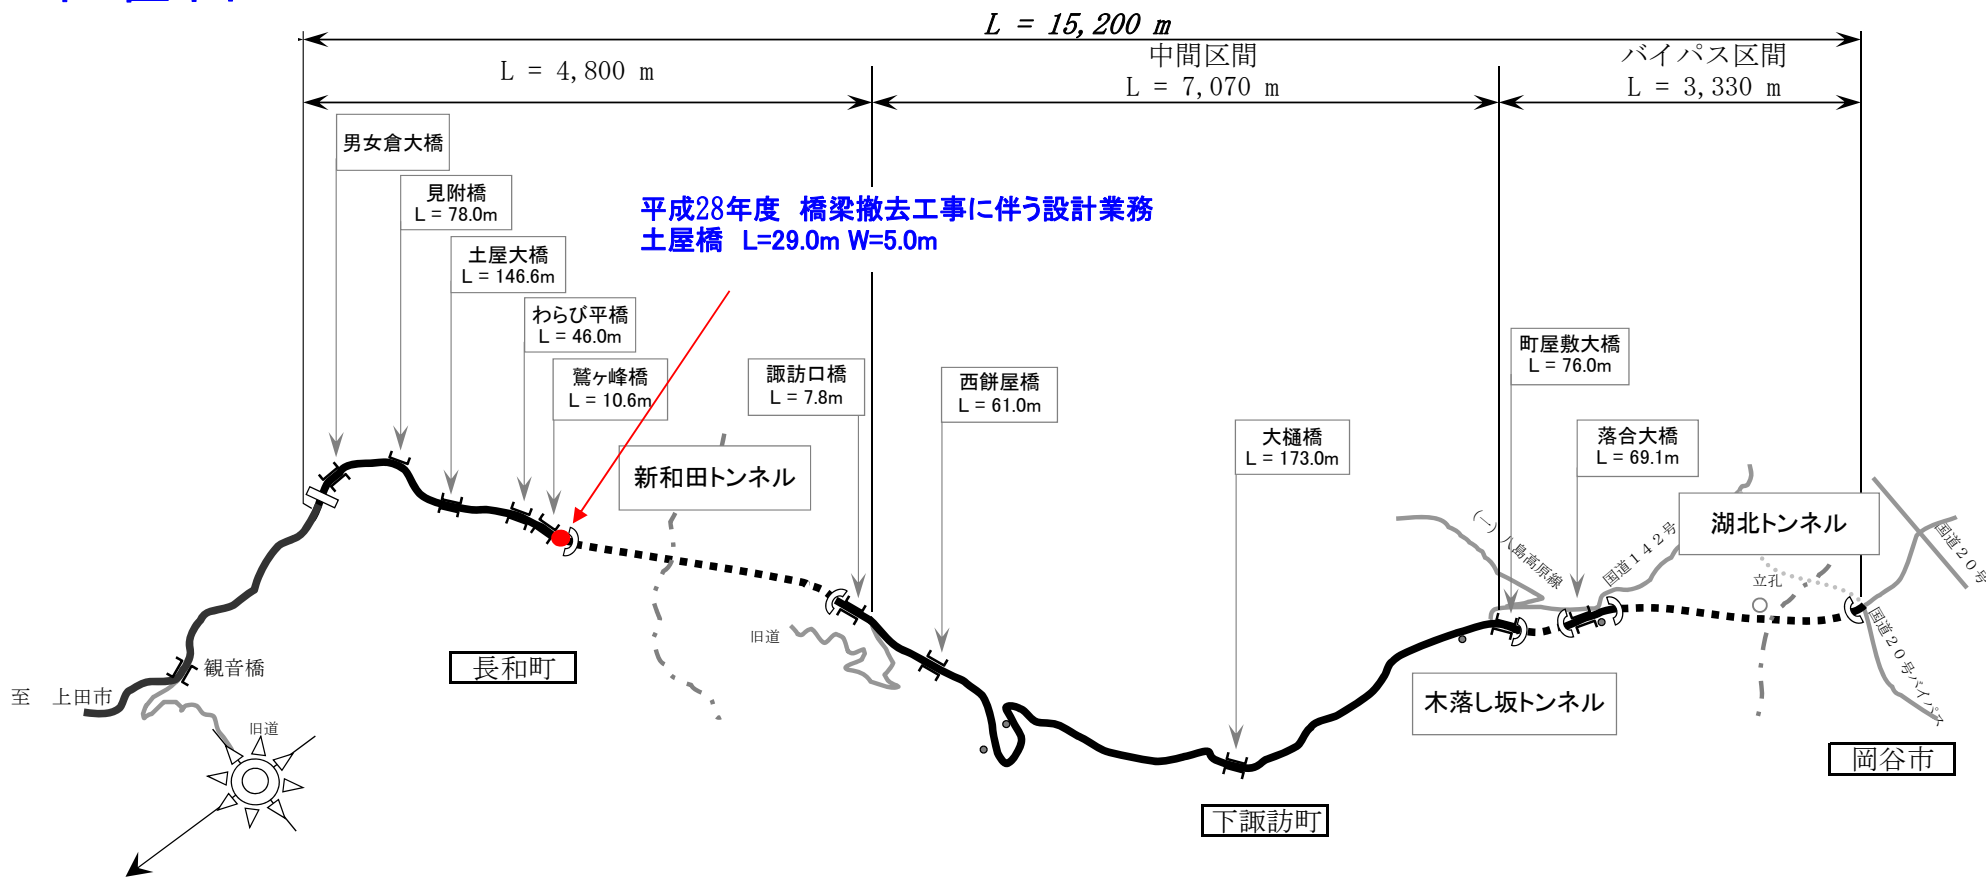 L = 15,200 m
L = 4,800 m
中間区間
L = 7,070 m
バイパス区間
L = 3,330 m
男女倉大橋
見附橋
L = 78.0m
土屋大橋
L = 146.6m
わらび平橋
L = 46.0m
鷲ヶ峰橋
L = 10.6m
平成28年度 橋梁撤去工事に伴う設計業務
土屋橋 L=29.0m W=5.0m
新和田トンネル
諏訪口橋
L = 7.8m
西餅屋橋
L = 61.0m
大樋橋
L = 173.0m
町屋敷大橋
L = 76.0m
落合大橋
L = 69.1m
湖北トンネル
(一)八島高原線
国道142号
立孔
国道20号
国道20号バイパス
旧道
長和町
観音橋
至 上田市
旧道
木落し坂トンネル
岡谷市
下諏訪町